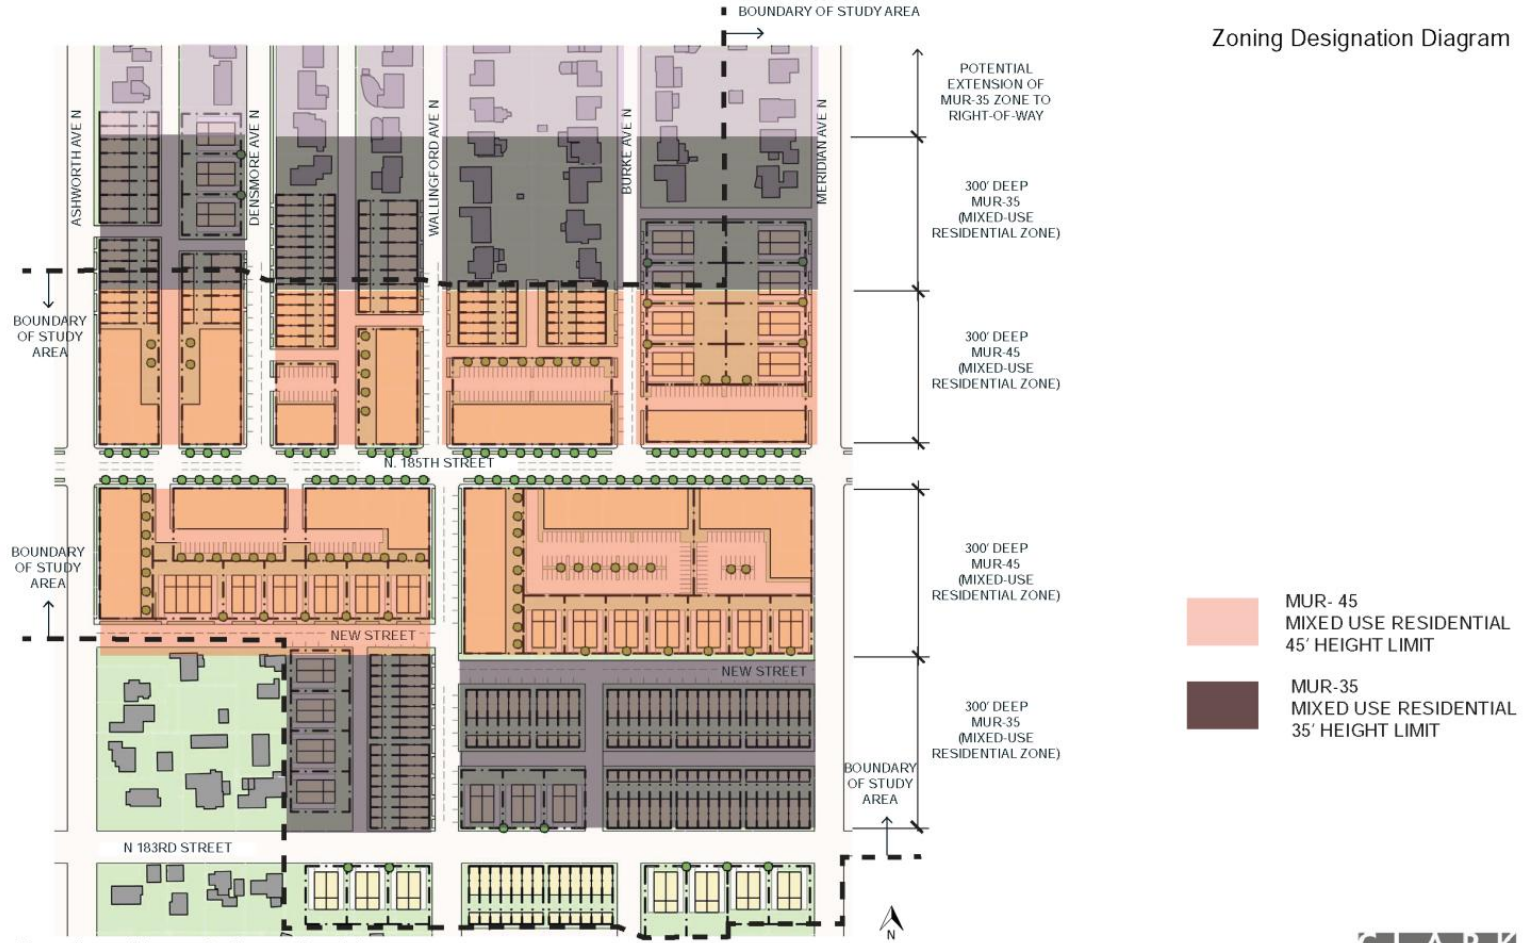 BOUNDARY OF STUDY AREA
Zoning Designation Diagram
POTENTIAL
EXTENSION OF
MUR-35 ZONE TO
RIGHT-OF-WAY
ASHWORTH AVE N
DENSMORE AVE N
WALLINGFORD AVE N
BURKE AVE N
MERIDIAN AVE N
300' DEEP
MUR-35
(MIXED-USE
RESIDENTIAL ZONE)
BOUNDARY
OF STUDY
AREA
300' DEEP
MUR-45
(MIXED-USE
RESIDENTIAL ZONE)
N. 185TH STREET
BOUNDARY
OF STUDY
AREA
300' DEEP
MUR-45
(MIXED-USE
RESIDENTIAL ZONE)
MUR- 45
MIXED USE RESIDENTIAL
45' HEIGHT LIMIT
NEW STREET
NEW STREET
MUR-35
MIXED USE RESIDENTIAL
35' HEIGHT LIMIT
300' DEEP
MUR-35
(MIXED-USE
RESIDENTIAL ZONE)
BOUNDARY
OF STUDY
AREA
N 183RD STREET
N